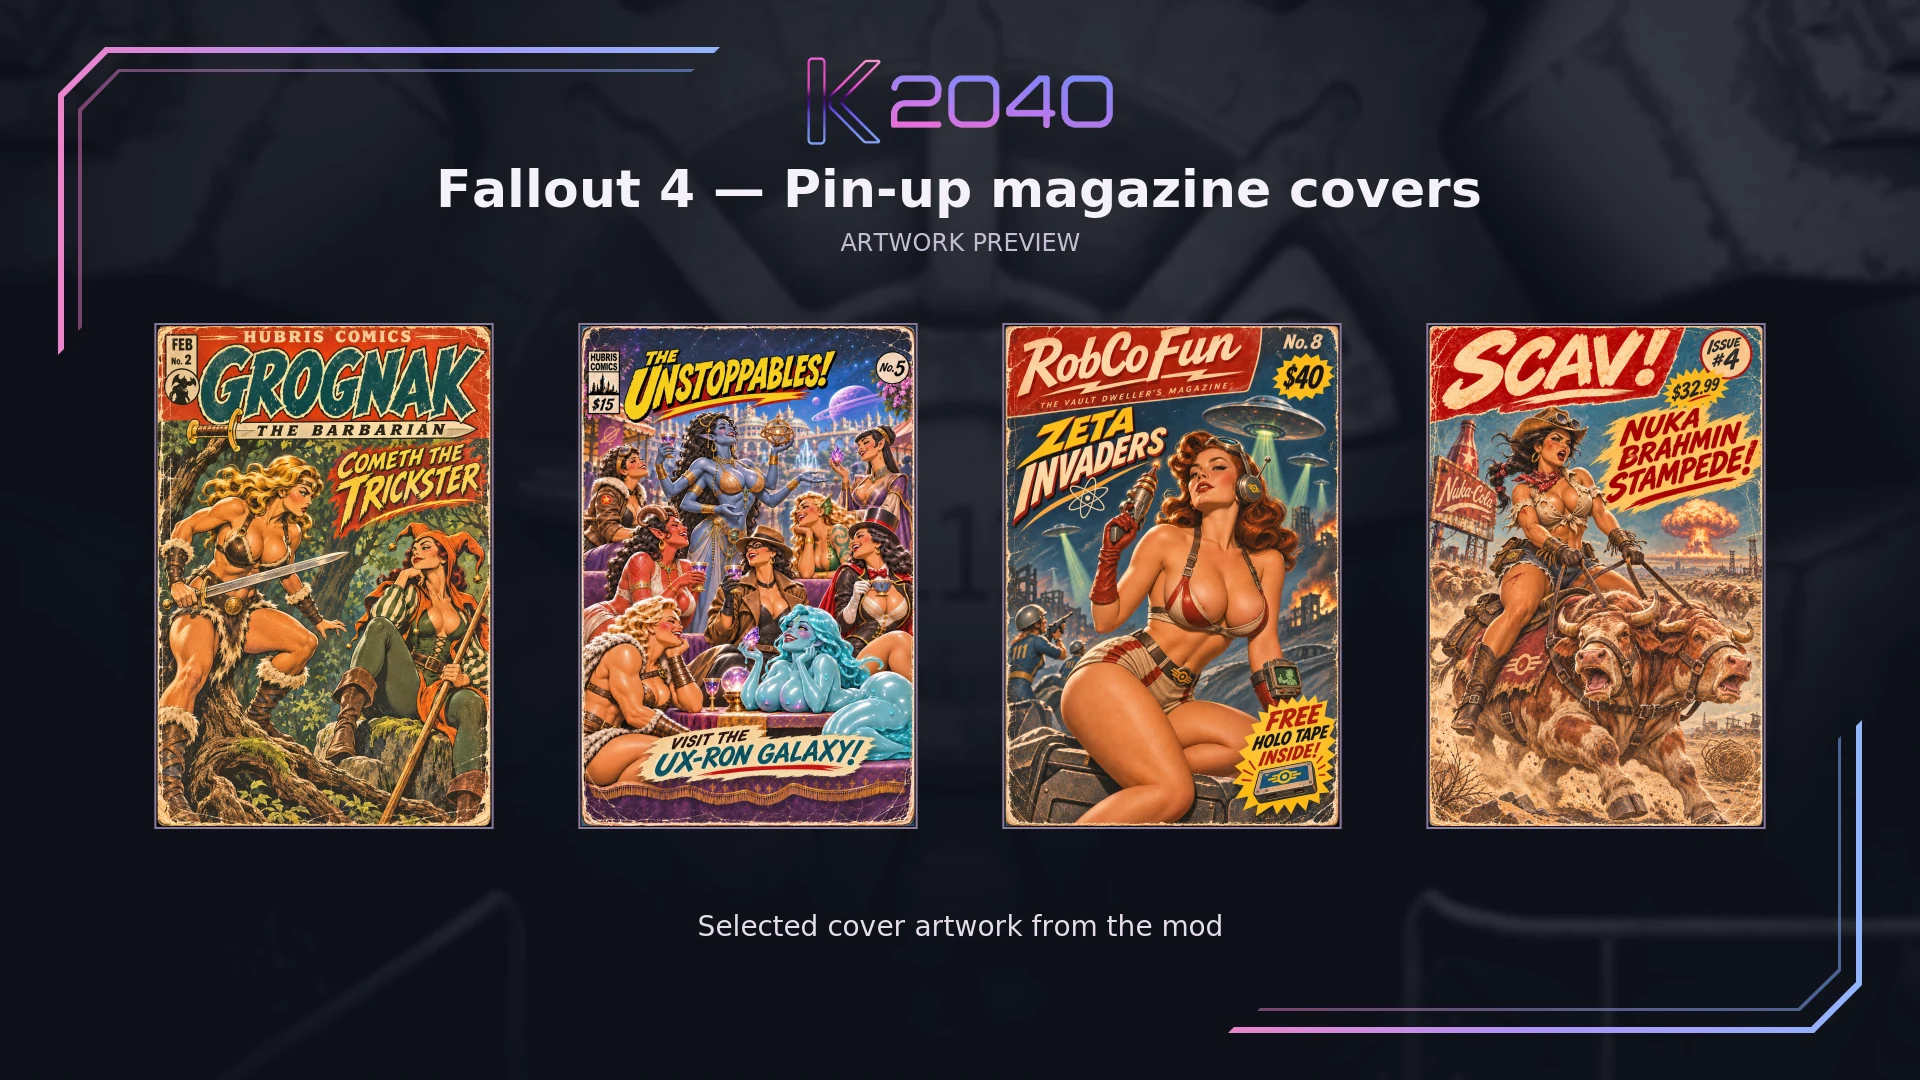 K2040
Fallout 4 — Pin-up magazine covers
ARTWORK PREVIEW
HUBRIS COMICS
FEB
No. 2
GROGNAK
THE BARBARIAN
COMETH THE
TRICKSTER
HUBRIS
COMICS
$15
THE
UNSTOPPABLES!
No.5
VISIT THE
UX-RON GALAXY!
RobCo Fun
THE VAULT DWELLER'S MAGAZINE
No.8
$40
ZETA
INVADERS
FREE
HOLO TAPE
INSIDE!
SCAV!
ISSUE
#4
$32.99
NUKA
BRAHMIN
STAMPEDE!
Nuka-Cola
Selected cover artwork from the mod